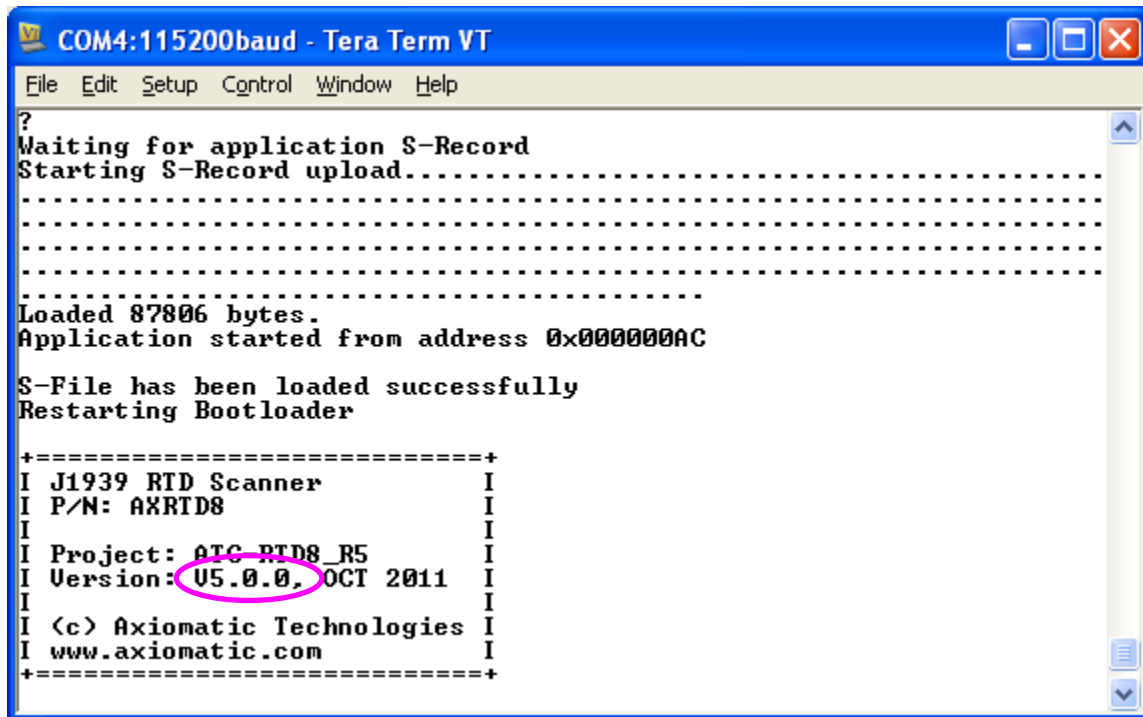 COM4:115200baud - Tera Term VT
File Edit Setup Control Window Help
?
Waiting for application S-Record
Starting S-Record upload............................................
....................................................................
....................................................................
....................................................................
....................................................................
...........................................
Loaded 87806 bytes.
Application started from address 0x000000AC
S-File has been loaded successfully
Restarting Bootloader
+============================+
I J1939 RTD Scanner I
I P/N: AXRTD8 I
I I
I Project: ATC-RTD8_R5 I
I Version: V5.0.0, OCT 2011 I
I I
I (c) Axiomatic Technologies I
I www.axiomatic.com I
+============================+